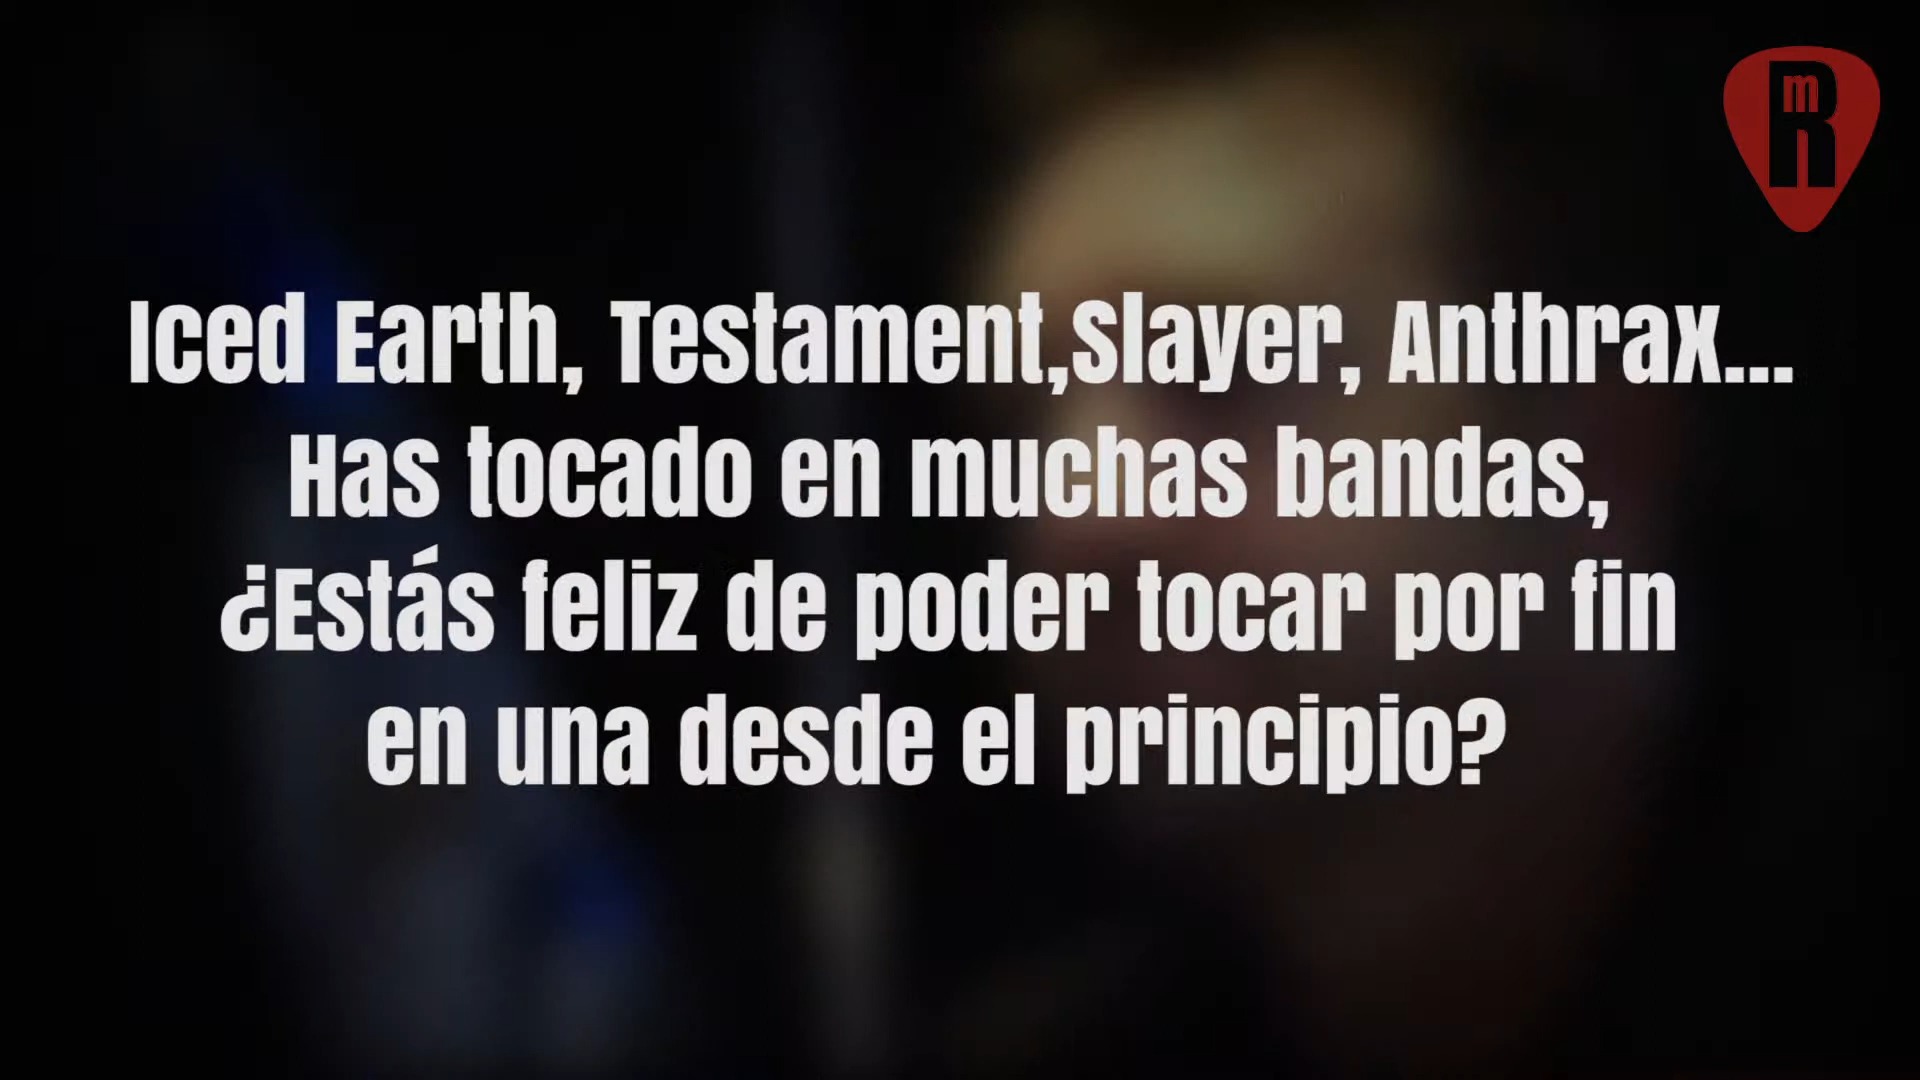 mR
Iced Earth, Testament,Slayer, Anthrax...
Has tocado en muchas bandas,
¿Estás feliz de poder tocar por fin
en una desde el principio?